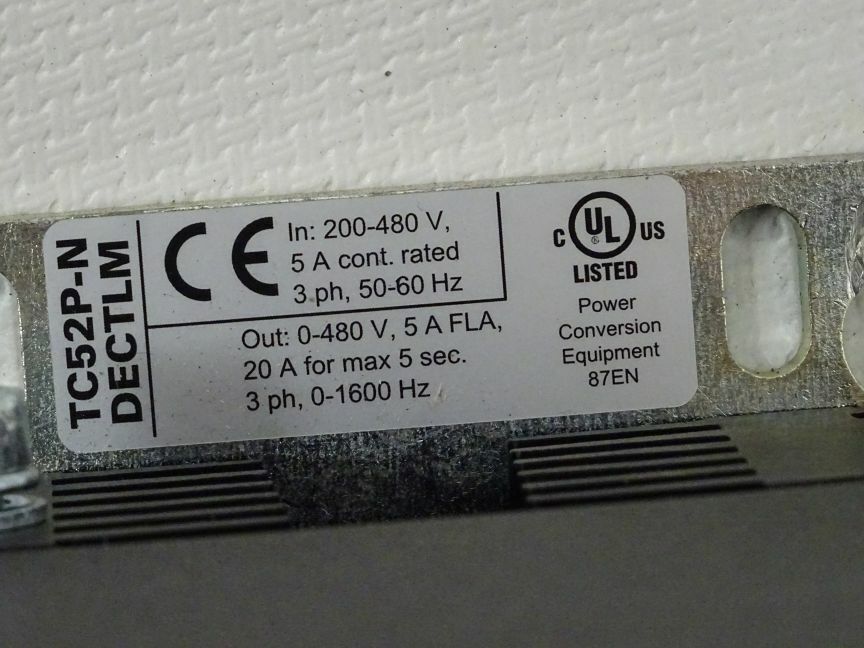 TC52P-N
DECTLM
CE
In: 200-480 V,
5 A cont. rated
3 ph, 50-60 Hz
Out: 0-480 V, 5 A FLA,
20 A for max 5 sec.
3 ph, 0-1600 Hz
C UL ® US
LISTED
Power
Conversion
Equipment
87EN